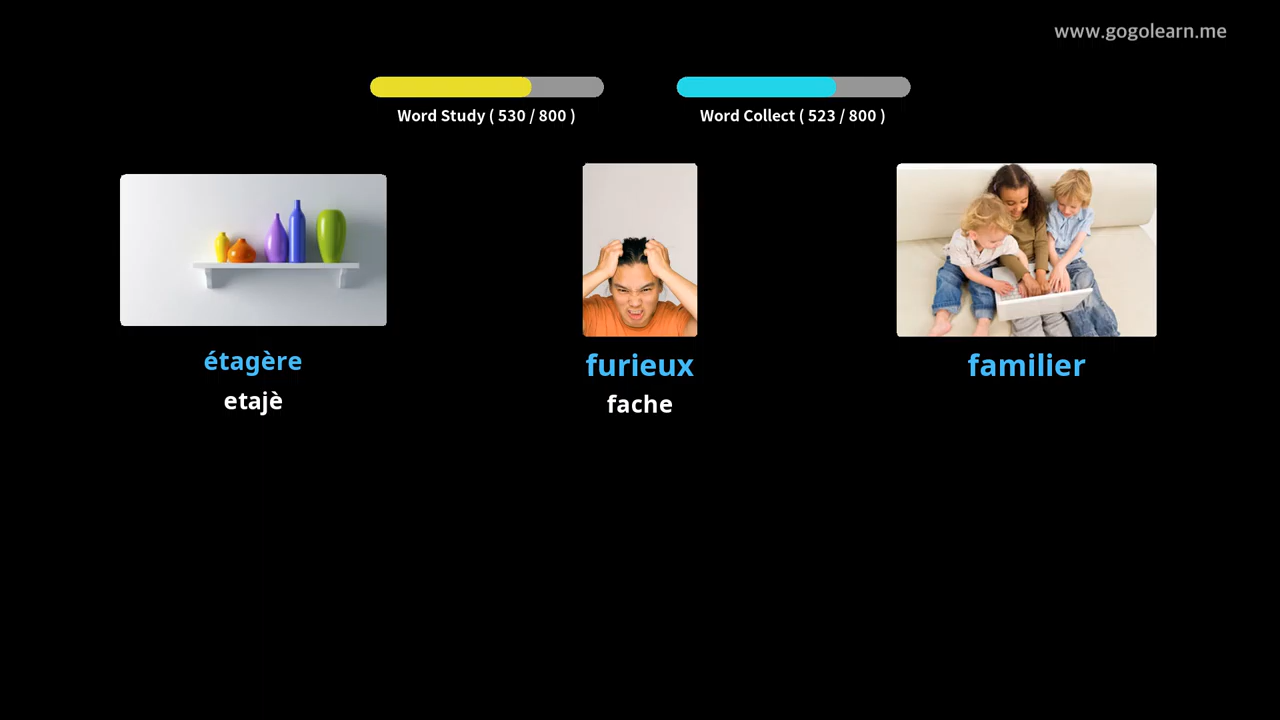 www.gogolearn.me
Word Study ( 530 / 800 )
Word Collect ( 523 / 800 )
étagère
etajè
furieux
fache
familier